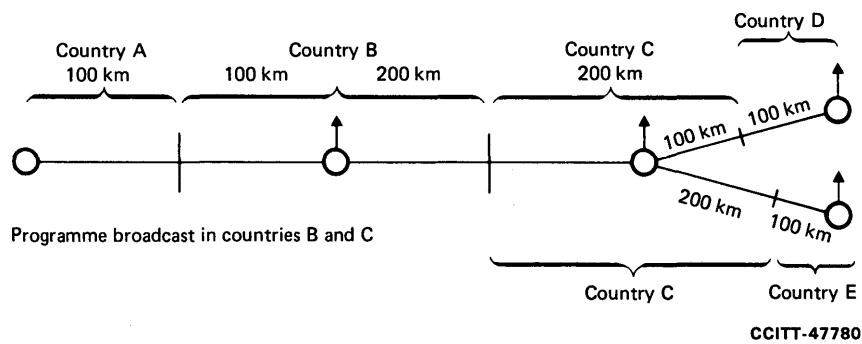 Country D
Country A
Country B
Country C
100 km
100 km
200 km
200 km
100 km
100 km
200 km
100 km
Programme broadcast in countries B and C
Country C
Country E
CCITT-47780